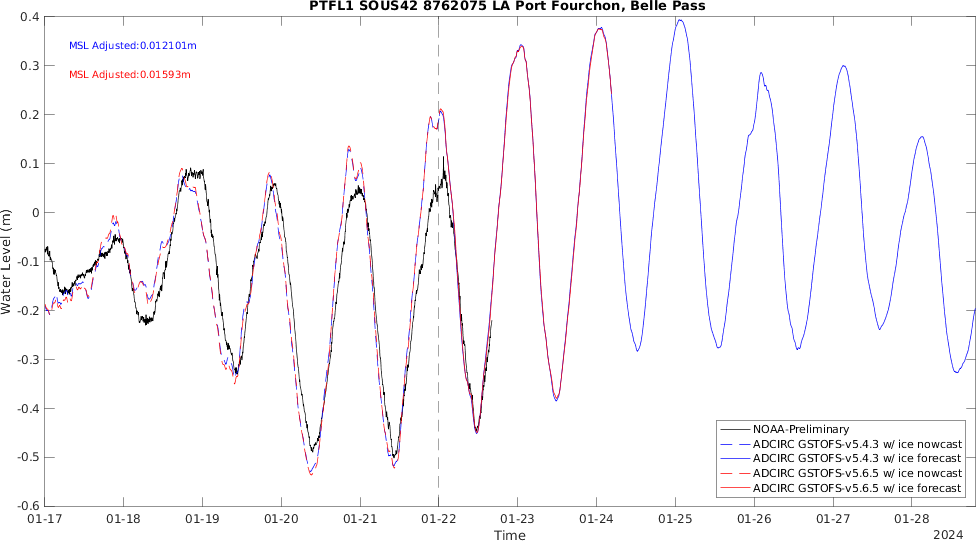 PTFL1 SOUS42 8762075 LA Port Fourchon, Belle Pass
MSL Adjusted:0.012101m
MSL Adjusted:0.01593m
Water Level (m)
0.4
0.3
0.2
0.1
0
-0.1
-0.2
-0.3
-0.4
-0.5
-0.6
NOAA-Preliminary
ADCIRC GSTOFS-v5.4.3 w/ ice nowcast
ADCIRC GSTOFS-v5.4.3 w/ ice forecast
ADCIRC GSTOFS-v5.6.5 w/ ice nowcast
ADCIRC GSTOFS-v5.6.5 w/ ice forecast
01-17 01-18 01-19 01-20 01-21 01-22 01-23 01-24 01-25 01-26 01-27 01-28
Time
2024